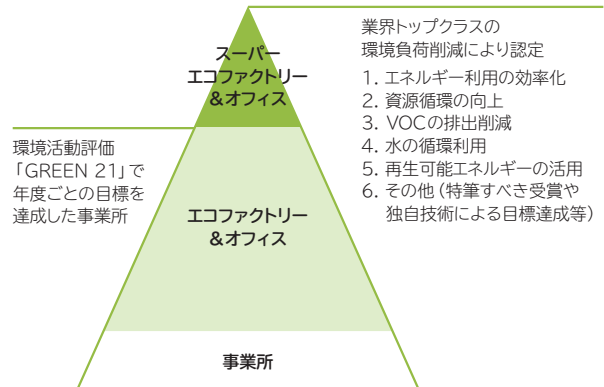 スーパー
エコファクトリー
&オフィス
業界トップクラスの
環境負荷削減により認定
1. エネルギー利用の効率化
2. 資源循環の向上
3. VOCの排出削減
4. 水の循環利用
5. 再生可能エネルギーの活用
6. その他(特筆すべき受賞や
独自技術による目標達成等)
環境活動評価
「GREEN 21」で
年度ごとの目標を
達成した事業所
エコファクトリー
&オフィス
事業所